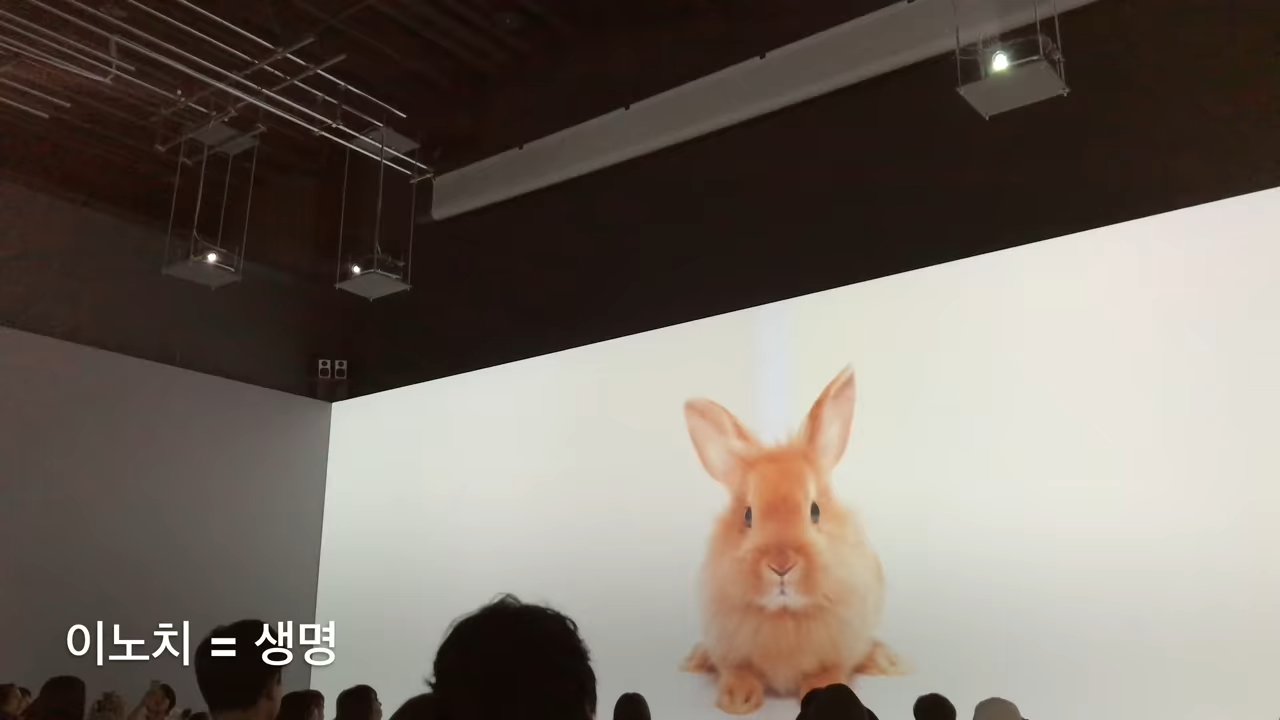 이노치 = 생명